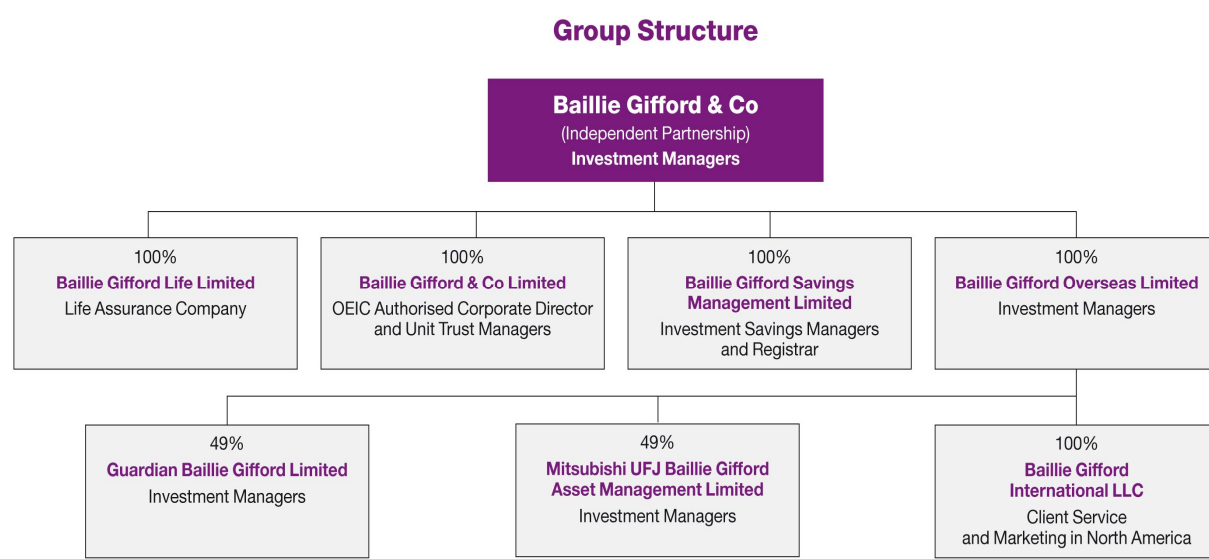 Group Structure
Baillie Gifford & Co
(Independent Partnership)
Investment Managers
100%
Baillie Gifford Life Limited
Life Assurance Company
100%
Baillie Gifford & Co Limited
OEIC Authorised Corporate Director
and Unit Trust Managers
100%
Baillie Gifford Savings
Management Limited
Investment Savings Managers
and Registrar
100%
Baillie Gifford Overseas Limited
Investment Managers
49%
Guardian Baillie Gifford Limited
Investment Managers
49%
Mitsubishi UFJ Baillie Gifford
Asset Management Limited
Investment Managers
100%
Baillie Gifford
International LLC
Client Service
and Marketing in North America